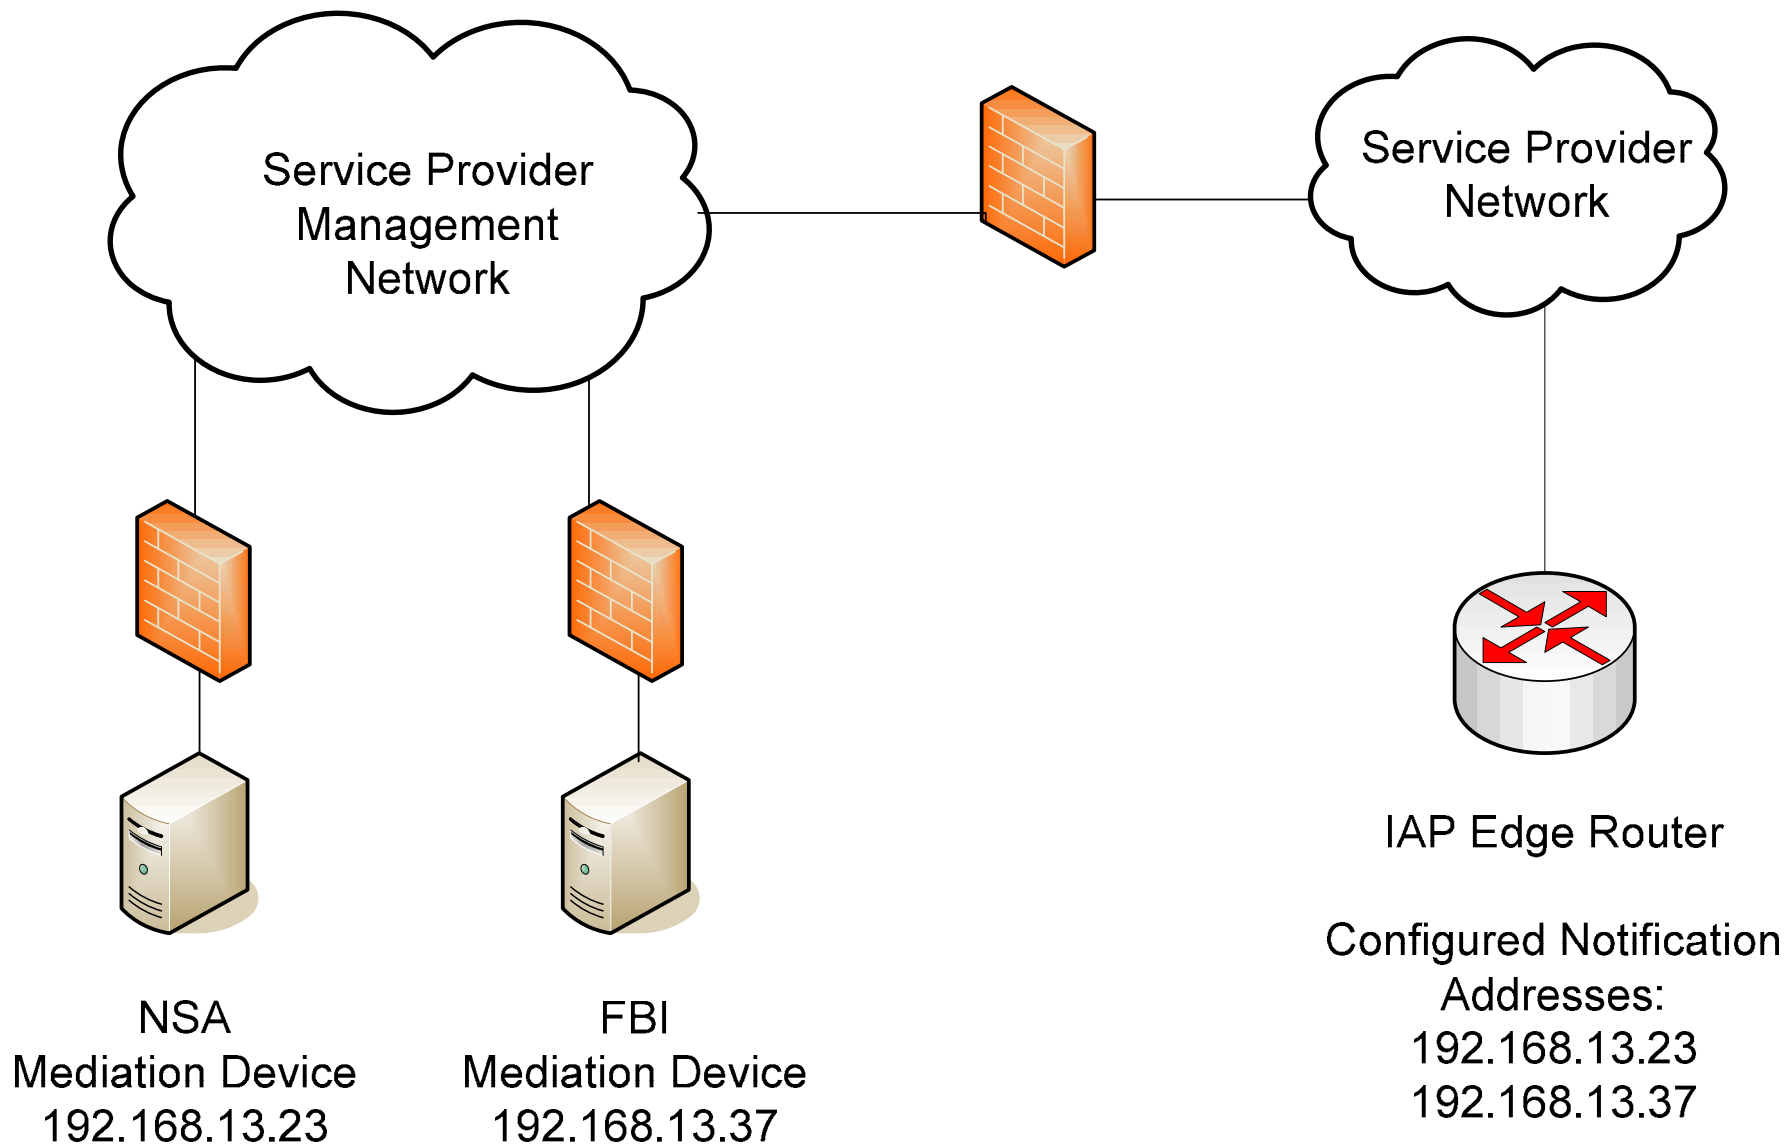 Service Provider
Management
Network
Service Provider
Network
IAP Edge Router
Configured Notification
Addresses:
192.168.13.23
192.168.13.37
NSA
Mediation Device
192.168.13.23
FBI
Mediation Device
192.168.13.37